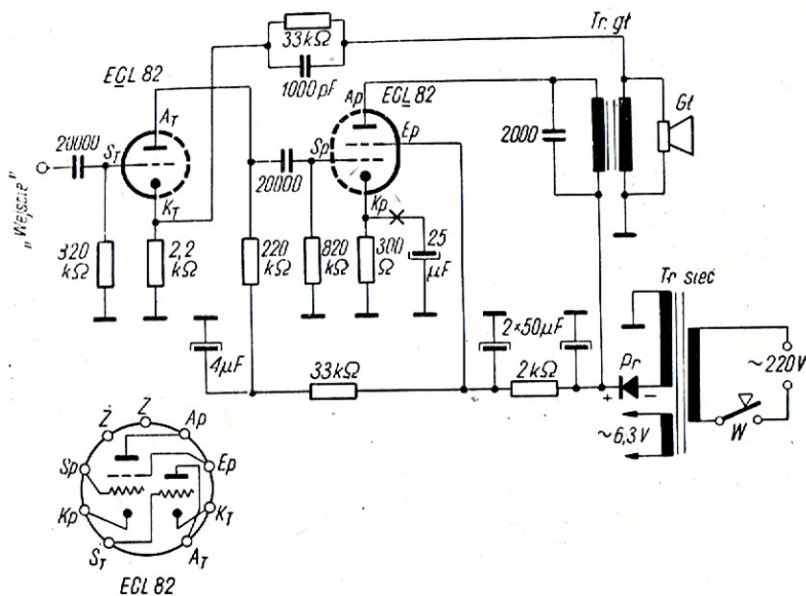 33kΩ
1000pF
Tr. gł
ECL 82
AT
ST
KT
20000
„Wejście”
820 kΩ
2,2 kΩ
20000
ECL 82
Ap
Ep
Sp
Kp
220 kΩ
820 kΩ
300 Ω
25 μF
2000
Gł
4μF
33kΩ
2×50μF
2kΩ
+
Pr
−
Tr sieć
~220V
W
~6,3V
Ż
Ż
Ap
Ep
KT
AT
ST
Kp
Sp
ECL 82